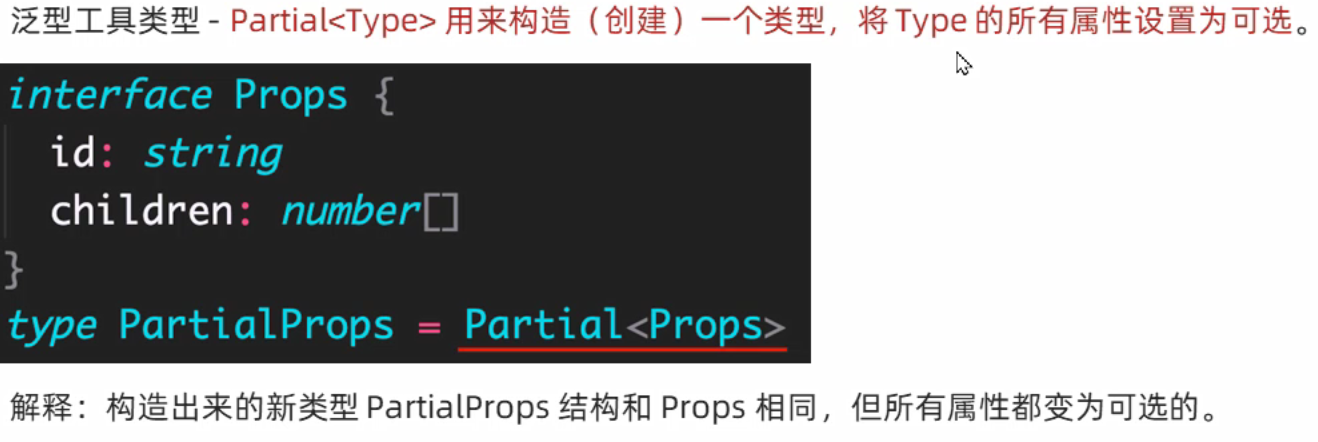 泛型工具类型 - Partial<Type> 用来构造（创建）一个类型，将 Type 的所有属性设置为可选。
interface Props {
  id: string
  children: number[]
}
type PartialProps = Partial<Props>
解释：构造出来的新类型 PartialProps 结构和 Props 相同，但所有属性都变为可选的。